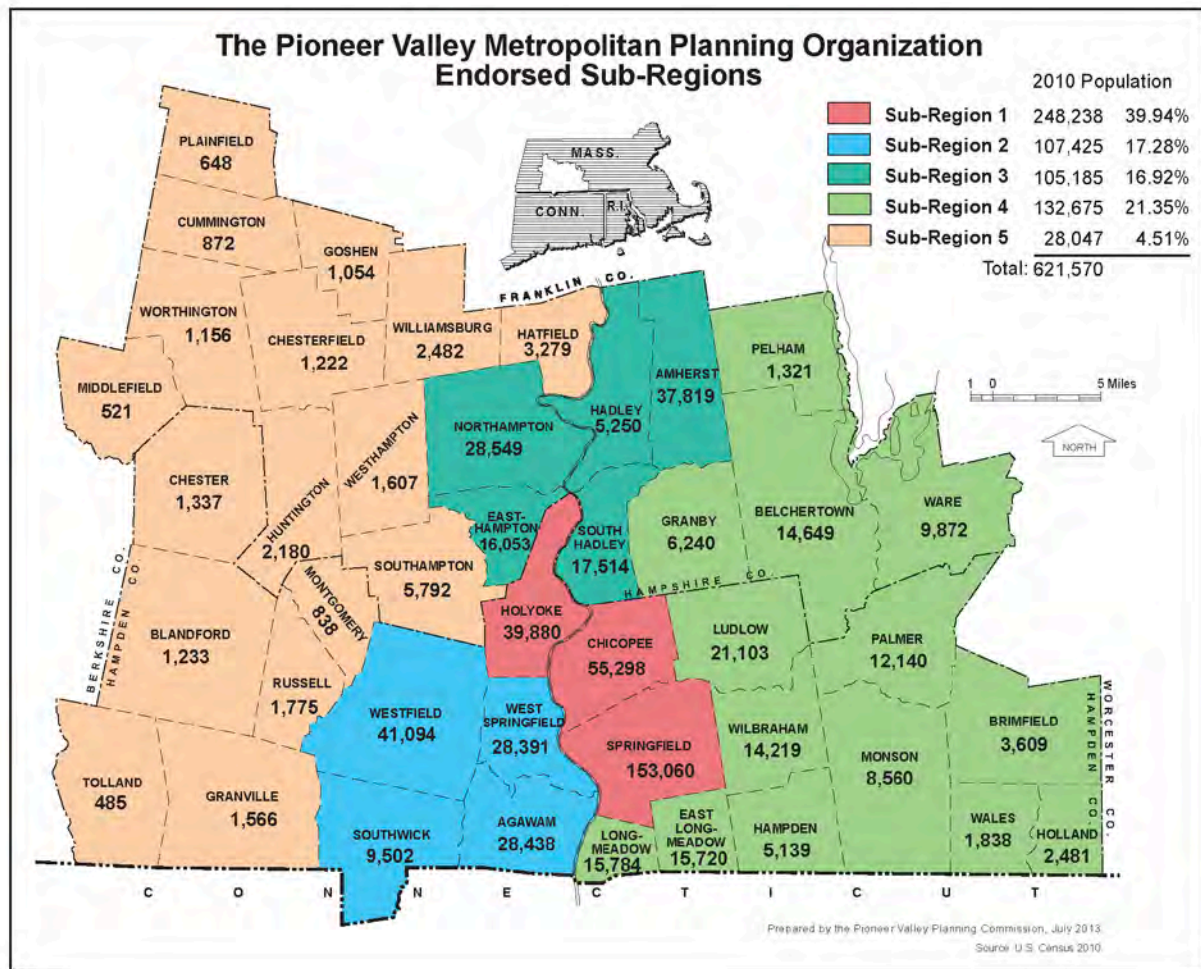 The Pioneer Valley Metropolitan Planning Organization
Endorsed Sub-Regions
2010 Population
Sub-Region 1 248,238 39.94%
Sub-Region 2 107,425 17.28%
Sub-Region 3 105,185 16.92%
Sub-Region 4 132,675 21.35%
Sub-Region 5 28,047 4.51%
Total: 621,570
MASS.
CONN.
R.I.
PLAINFIELD
648
CUMMINGTON
872
GOSHEN
1,054
FRANKLIN CO.
WORTHINGTON
1,156
CHESTERFIELD
1,222
WILLIAMSBURG
2,482
HATFIELD
3,279
MIDDLEFIELD
521
AMHERST
37,819
PELHAM
1,321
1 0 5 Miles
NORTH
HADLEY
5,250
NORTHAMPTON
28,549
WESTHAMPTON
1,607
CHESTER
1,337
HUNTINGTON
2,180
EAST-
HAMPTON
16,053
SOUTH
HADLEY
17,514
GRANBY
6,240
BELCHERTOWN
14,649
WARE
9,872
SOUTHAMPTON
5,792
MONTGOMERY
838
HAMPSHIRE CO.
BERKSHIRE CO.
HAMPDEN CO.
BLANDFORD
1,233
HOLYOKE
39,880
CHICOPEE
55,298
LUDLOW
21,103
PALMER
12,140
RUSSELL
1,775
WESTFIELD
41,094
WEST
SPRINGFIELD
28,391
SPRINGFIELD
153,060
WILBRAHAM
14,219
MONSON
8,560
BRIMFIELD
3,609
HAMPDEN CO.
WORCESTER CO.
TOLLAND
485
GRANVILLE
1,566
SOUTHWICK
9,502
AGAWAM
28,438
LONG-
MEADOW
15,784
EAST
LONG-
MEADOW
15,720
HAMPDEN
5,139
WALES
1,838
HOLLAND
2,481
CONNECTICUT
Prepared by the Pioneer Valley Planning Commission, July 2013
Source: U.S. Census 2010